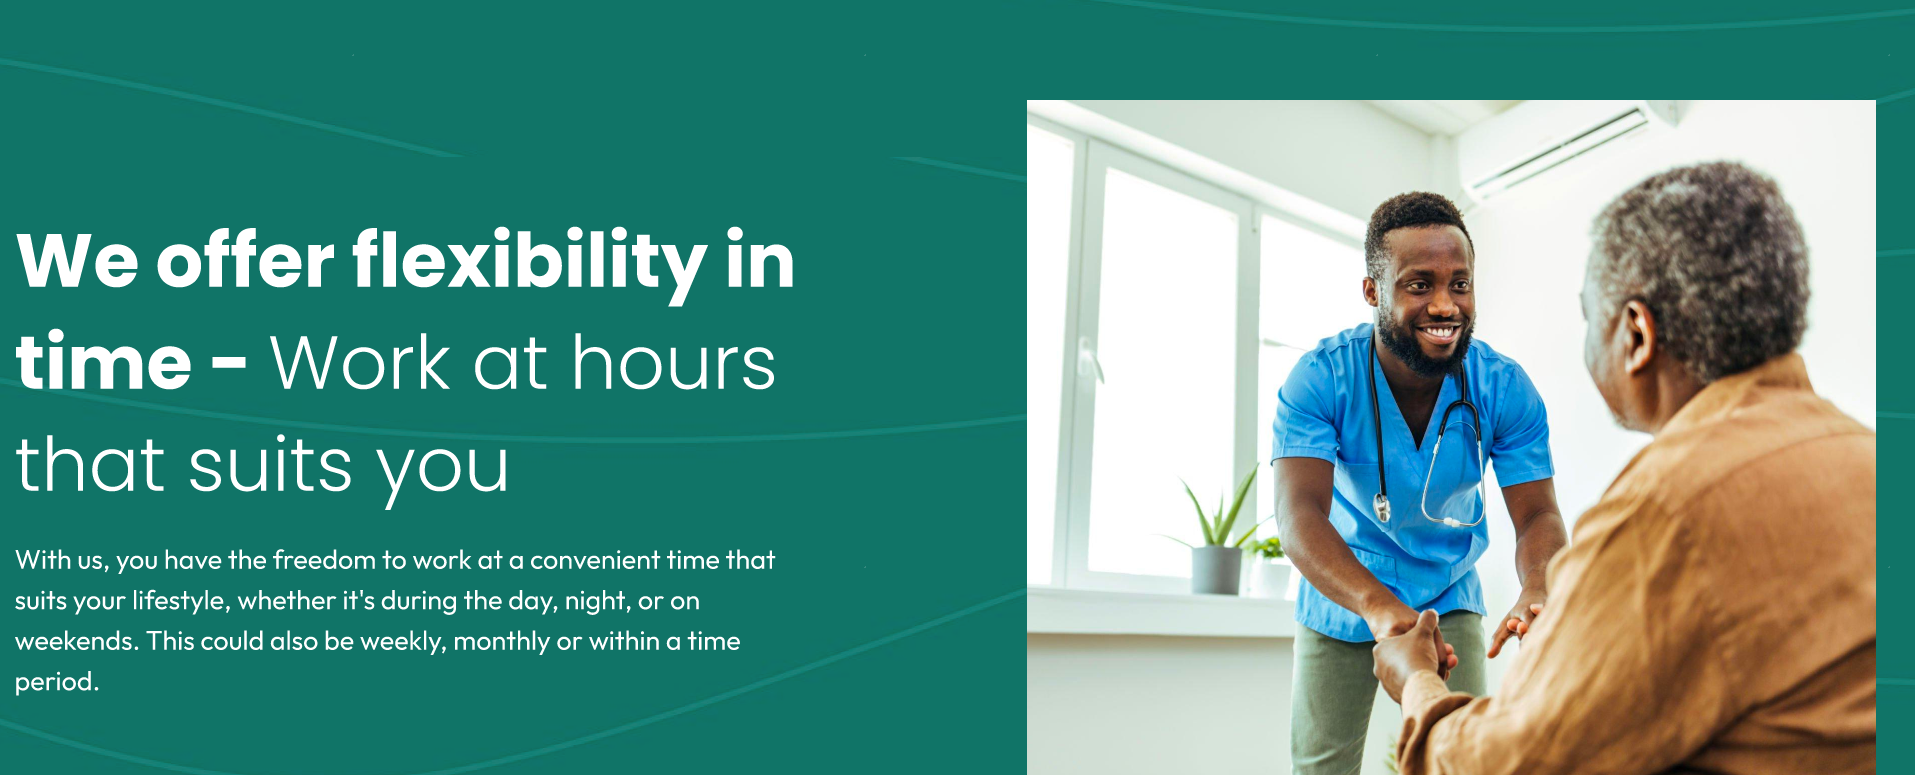 We offer flexibility in
time - Work at hours
that suits you
With us, you have the freedom to work at a convenient time that
suits your lifestyle, whether it's during the day, night, or on
weekends. This could also be weekly, monthly or within a time
period.